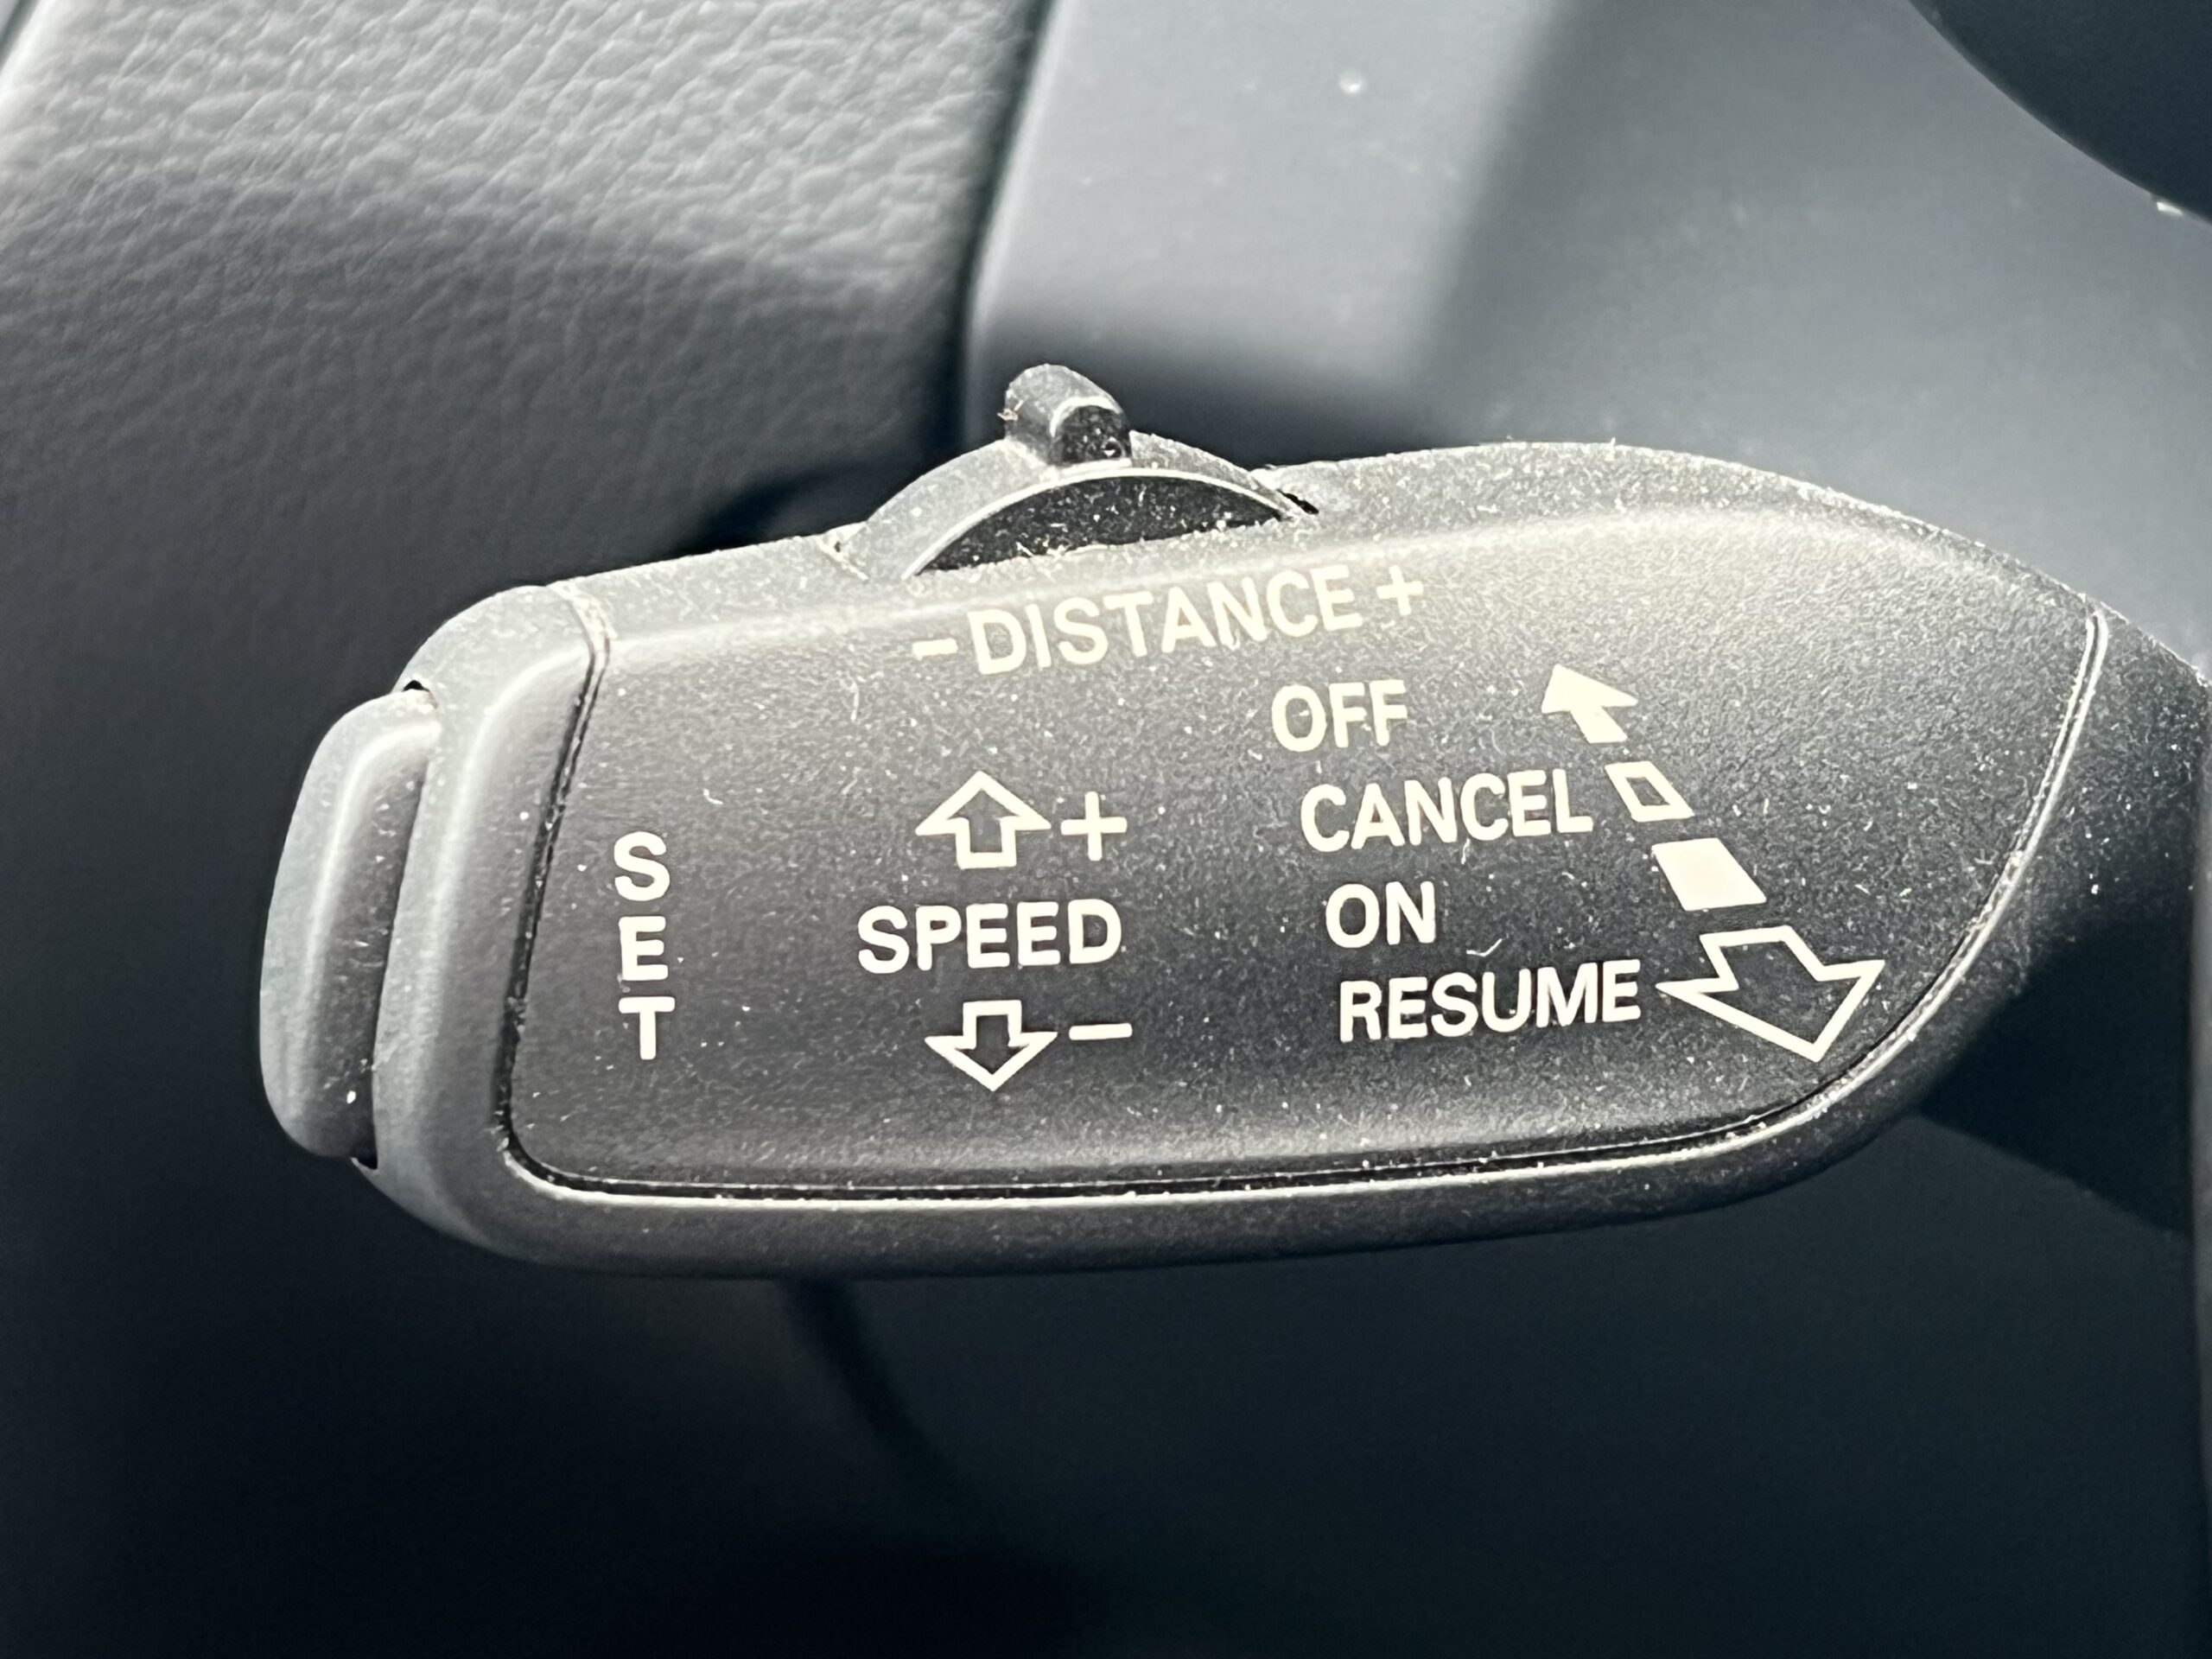 - DISTANCE +
OFF
CANCEL
ON
RESUME
+
SPEED
-
SET